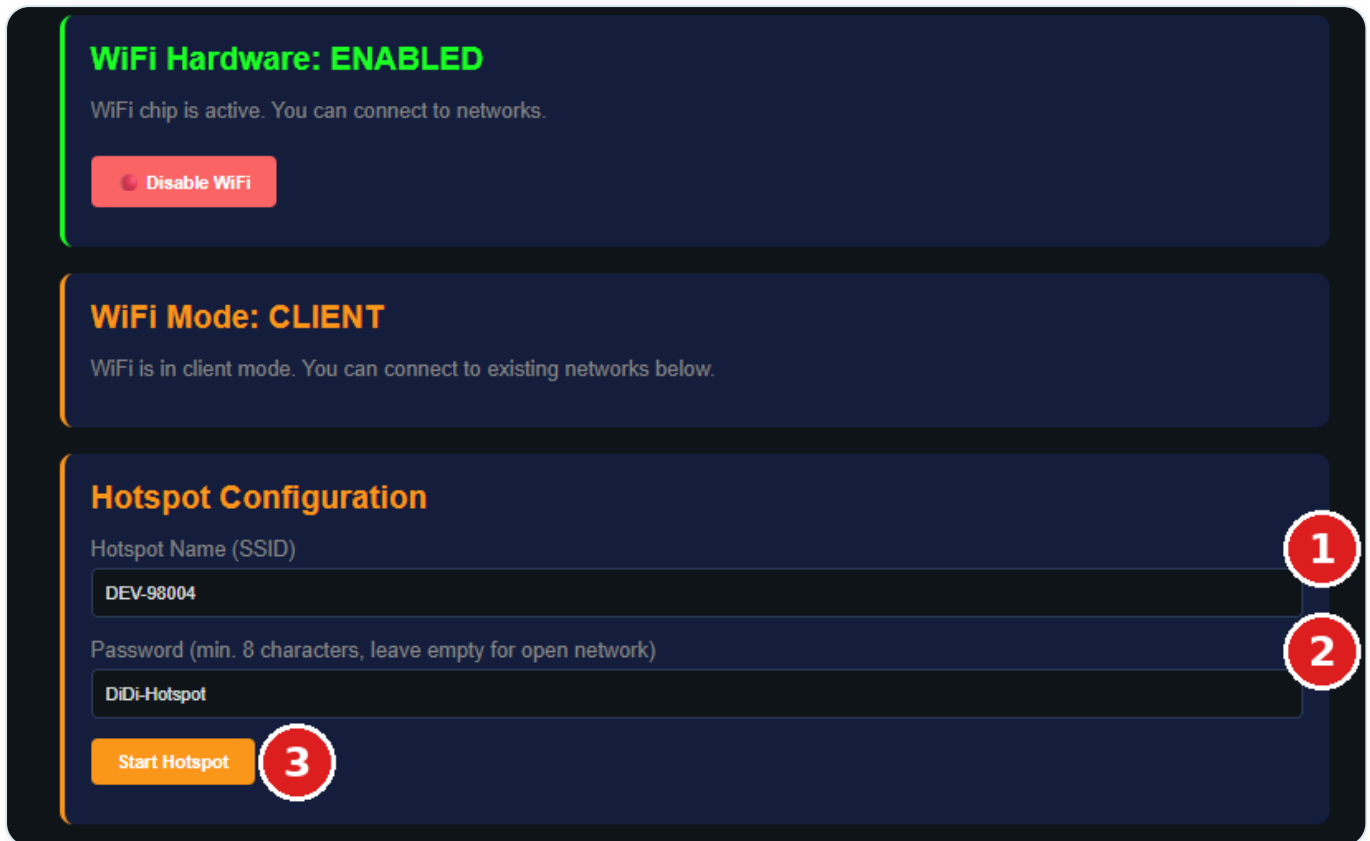 WiFi Hardware: ENABLED
WiFi chip is active. You can connect to networks.
Disable WiFi
WiFi Mode: CLIENT
WiFi is in client mode. You can connect to existing networks below.
Hotspot Configuration
Hotspot Name (SSID)
1
DEV-98004
Password (min. 8 characters, leave empty for open network)
2
DiDi-Hotspot
Start Hotspot
3